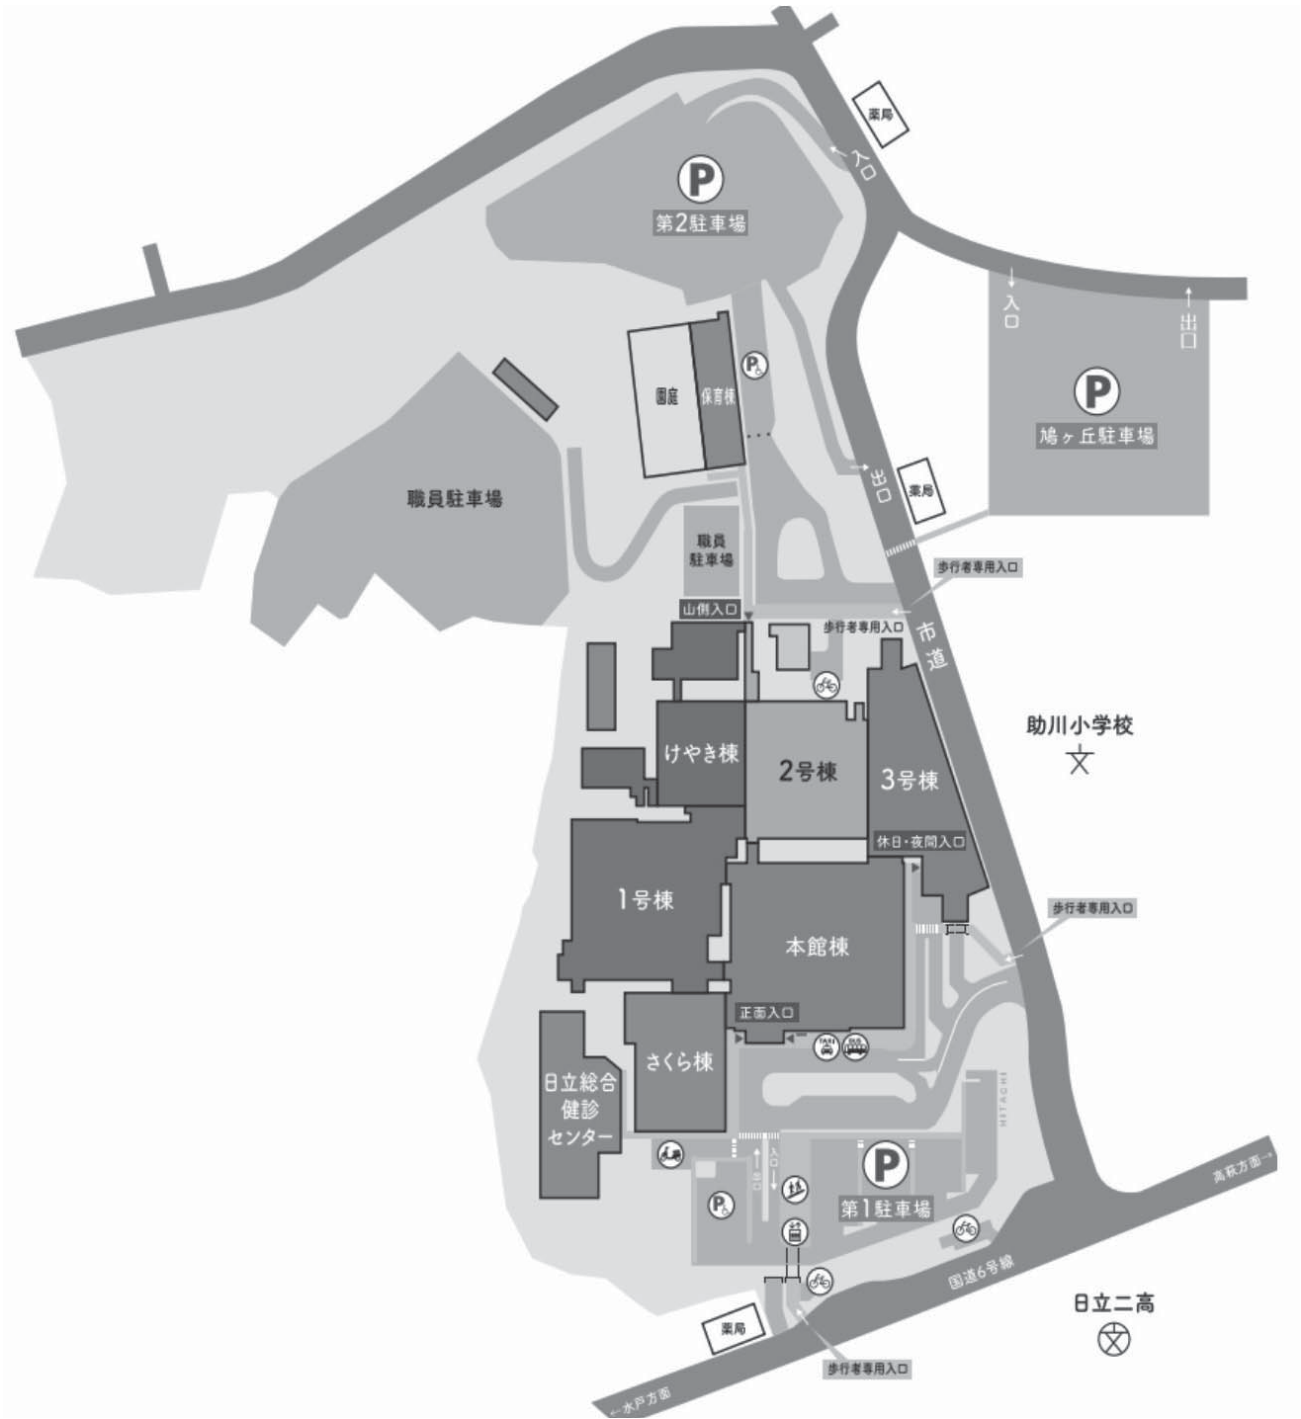 薬局
入口
P
第2駐車場
入口
出口
P
鳩ヶ丘駐車場
園庭
保育棟
P
出口
薬局
職員駐車場
職員
駐車場
歩行者専用入口
山側入口
歩行者専用入口
市道
助川小学校
文
けやき棟
2号棟
3号棟
休日・夜間入口
1号棟
本館棟
歩行者専用入口
正面入口
TAXI
BUS
さくら棟
日立総合
健診
センター
HITACHI
入口
出口
P
第1駐車場
P
高萩方面→
国道6号線
日立二高
文
薬局
歩行者専用入口
←水戸方面